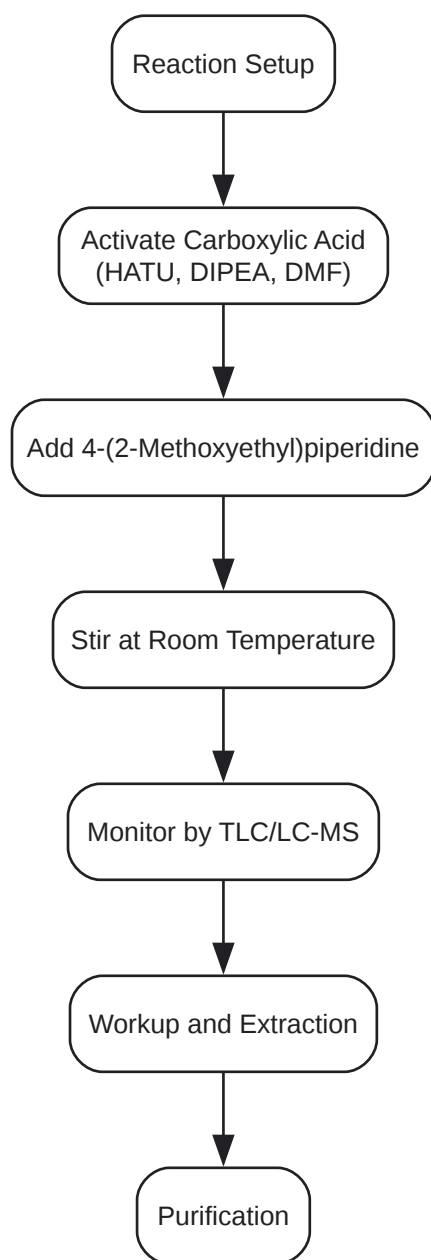 Reaction Setup
Activate Carboxylic Acid
(HATU, DIPEA, DMF)
Add 4-(2-Methoxyethyl)piperidine
Stir at Room Temperature
Monitor by TLC/LC-MS
Workup and Extraction
Purification